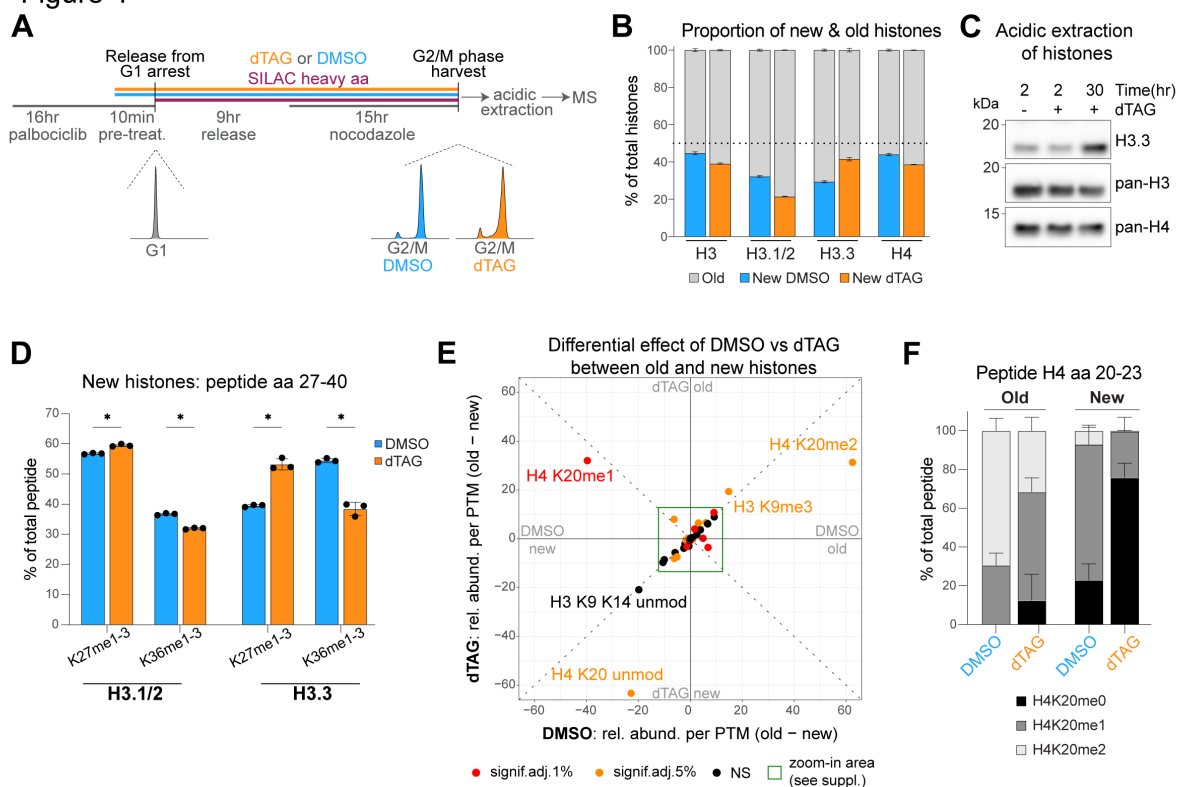 A
Release from
G1 arrest
dTAG or DMSO
SILAC heavy aa
G2/M phase
harvest
acidic
extraction
MS
16hr
palbociclib
10min
pre-treat.
9hr
release
15hr
nocodazole
G1
G2/M
DMSO
G2/M
dTAG
B
Proportion of new & old histones
% of total histones
100
80
60
40
20
0
H3
H3.1/2
H3.3
H4
Old
New DMSO
New dTAG
C
Acidic extraction
of histones
2 2 30 Time(hr)
- + + dTAG
kDa
20
H3.3
20
pan-H3
15
pan-H4
D
New histones: peptide aa 27-40
% of total peptide
70
60
50
40
30
20
10
0
* * * *
DMSO
dTAG
K27me1-3
K36me1-3
K27me1-3
K36me1-3
H3.1/2
H3.3
E
Differential effect of DMSO vs dTAG
between old and new histones
dTAG: rel. abund. per PTM (old − new)
60
40
20
0
−20
−40
−60
dTAG old
H4 K20me2
H4 K20me1
H3 K9me3
DMSO
new
DMSO
old
H3 K9 K14 unmod
H4 K20 unmod
dTAG new
−60
−40
−20
0
20
40
60
DMSO: rel. abund. per PTM (old − new)
signif.adj.1%
signif.adj.5%
NS
zoom-in area
(see suppl.)
F
Peptide H4 aa 20-23
Old
New
% of total peptide
100
80
60
40
20
0
DMSO
dTAG
DMSO
dTAG
H4K20me0
H4K20me1
H4K20me2